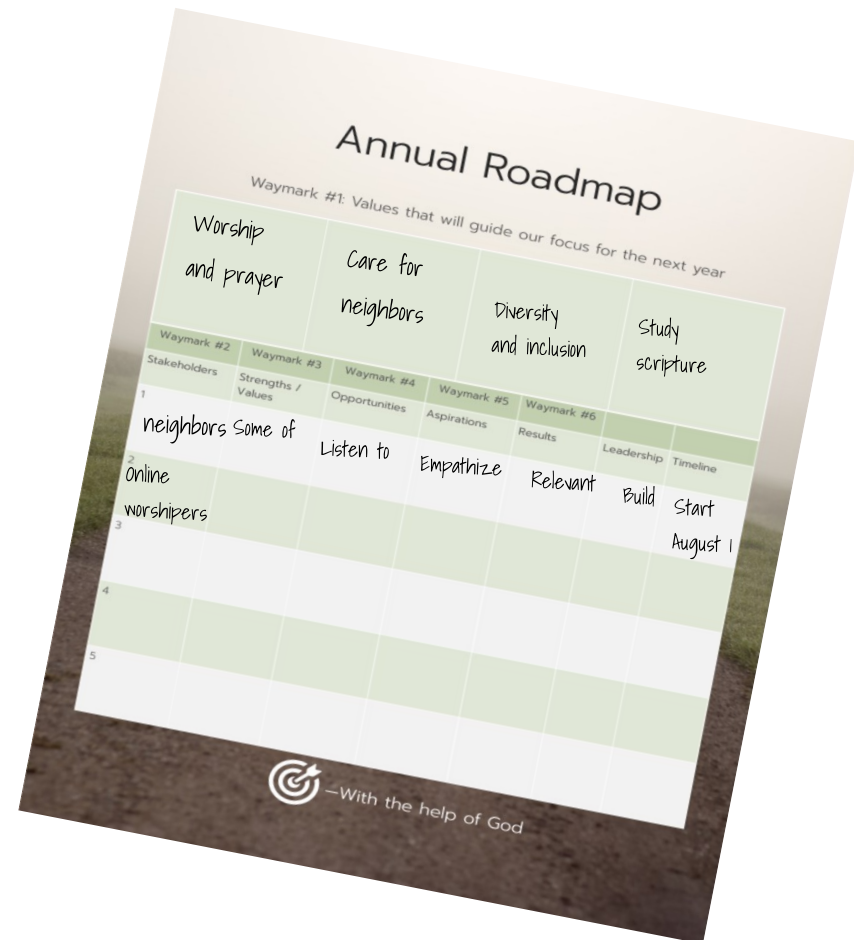 Annual Roadmap
Waymark #1: Values that will guide our focus for the next year
Worship
and prayer
Care for
neighbors
Diversity
and inclusion
Study
scripture
Waymark #2
Waymark #3
Waymark #4
Waymark #5
Waymark #6
Stakeholders
Strengths /
Values
Opportunities
Aspirations
Results
Leadership
Timeline
1
neighbors
Some of
Listen to
Empathize
Relevant
Build
Start
August 1
2
Online
worshipers
3
4
5
—With the help of God